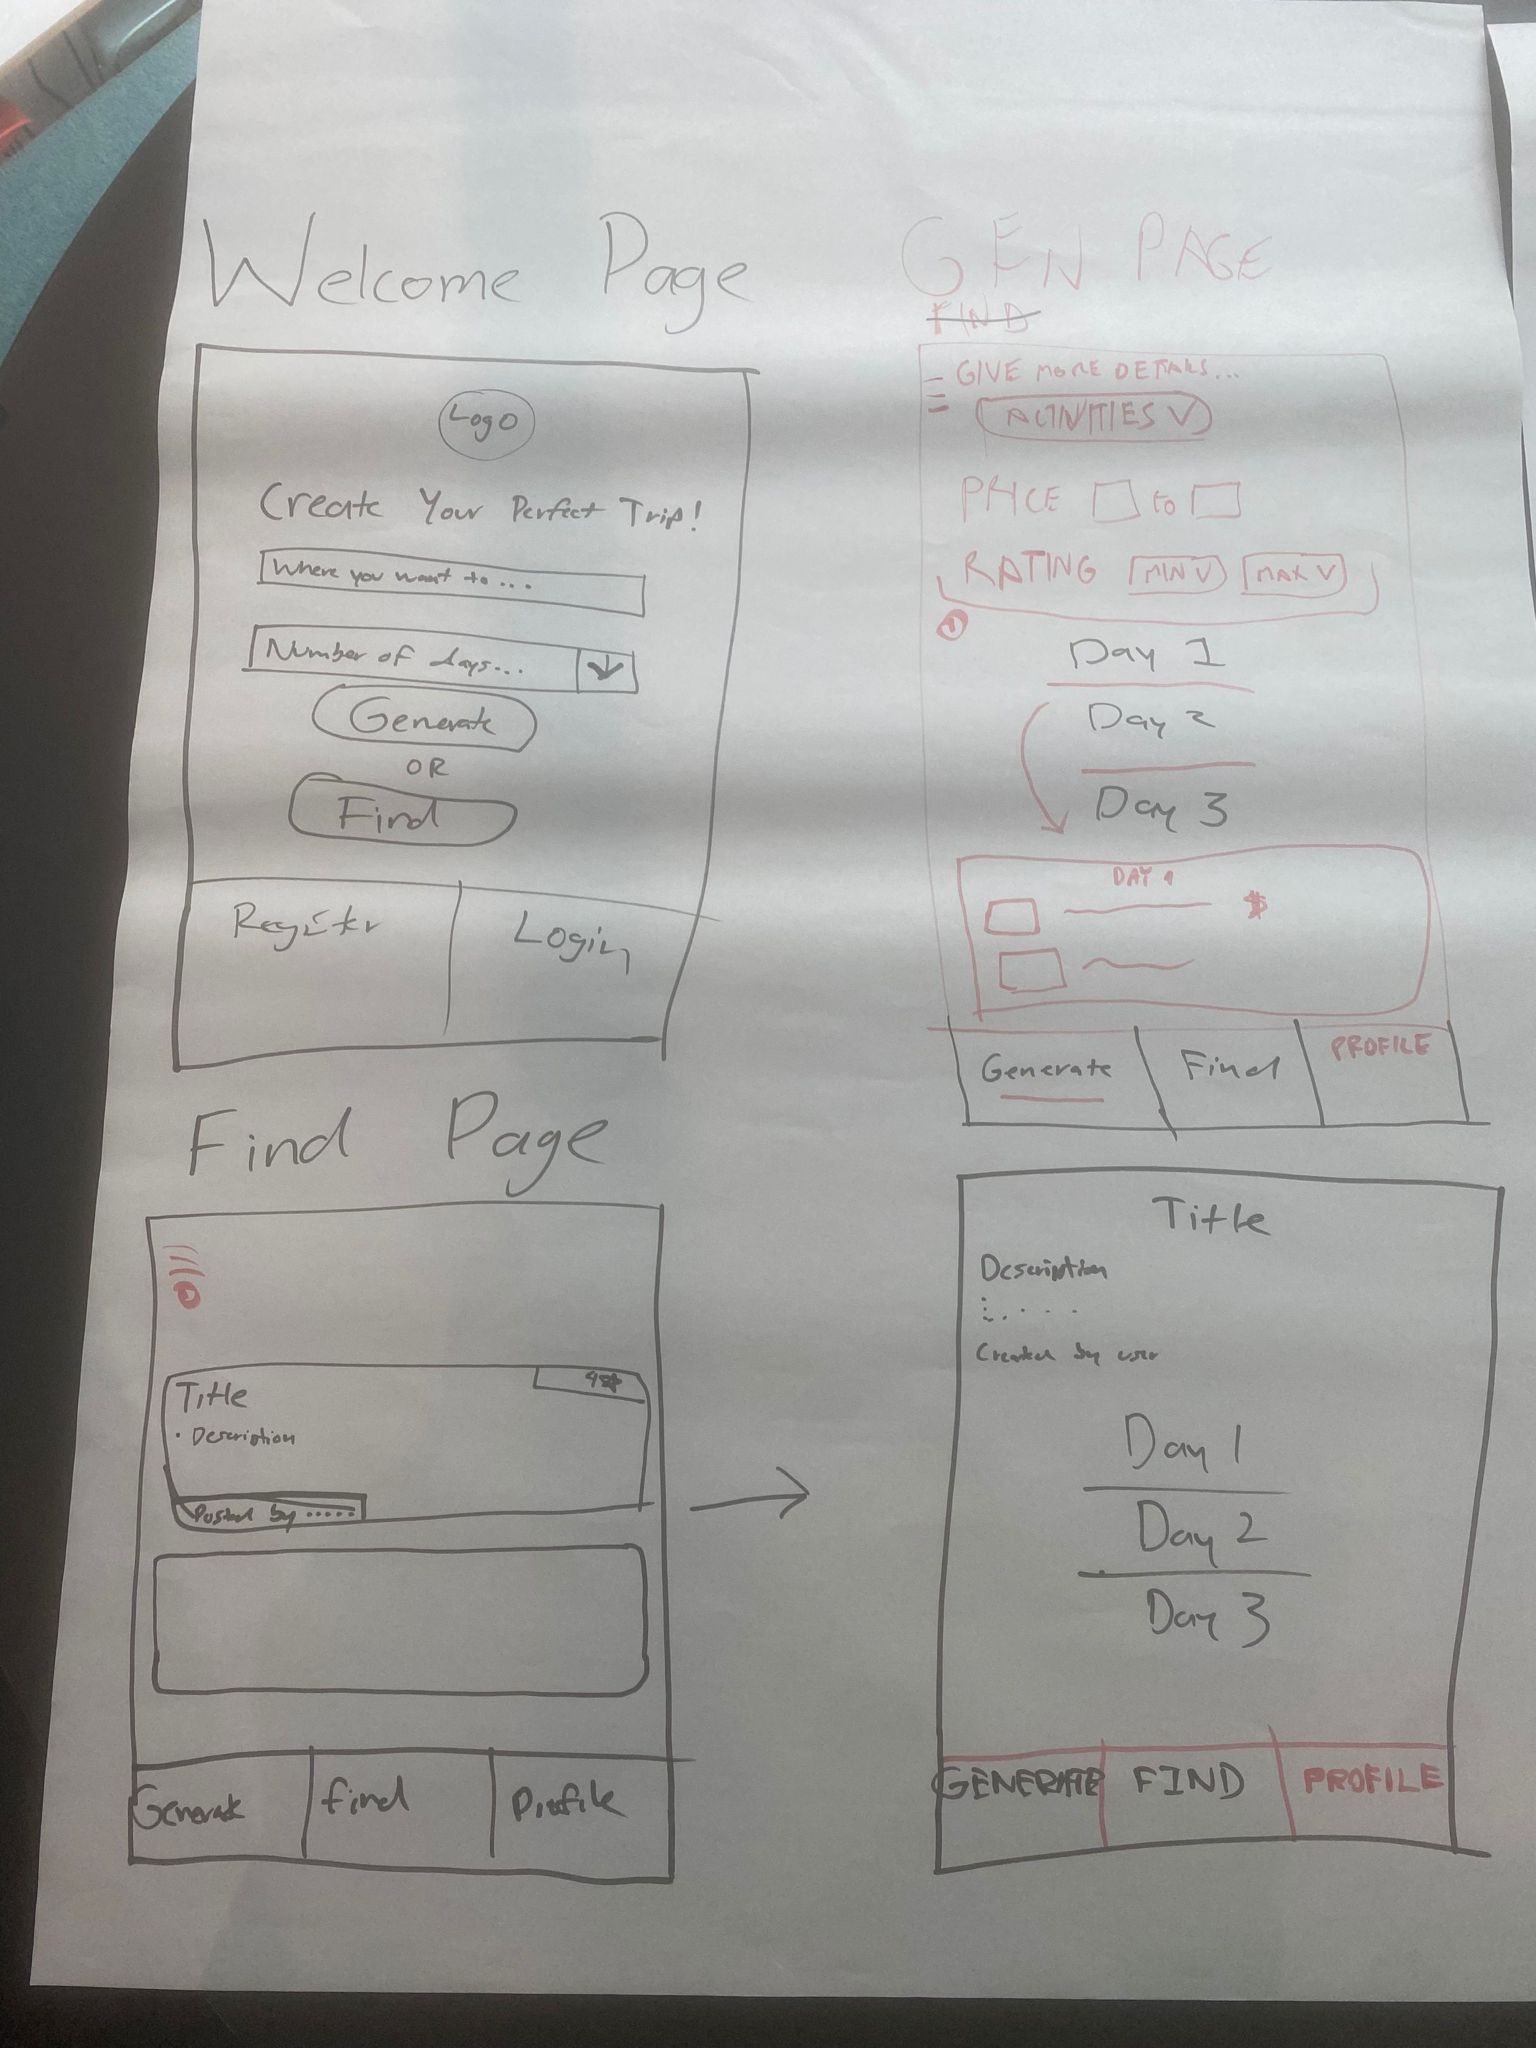 Welcome Page
Logo
Create Your Perfect Trip!
Where you want to...
Number of days...
Generate
OR
Find
Register
Login
GEN PAGE
FIND
GIVE MORE DETAILS...
ACTIVITIES V
PRICE to
RATING MIN V MAX V
Day 1
Day 2
Day 3
DAY 1
$
Generate
Find
PROFILE
Find Page
Title
• Description
Posted by .....
Generate
find
Profile
Title
Description
Created by user
Day 1
Day 2
Day 3
GENERATE
FIND
PROFILE